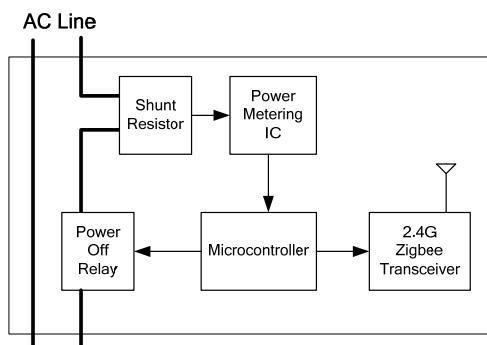 AC Line
Shunt
Resistor
Power
Metering
IC
Power
Off
Relay
Microcontroller
2.4G
Zigbee
Transceiver